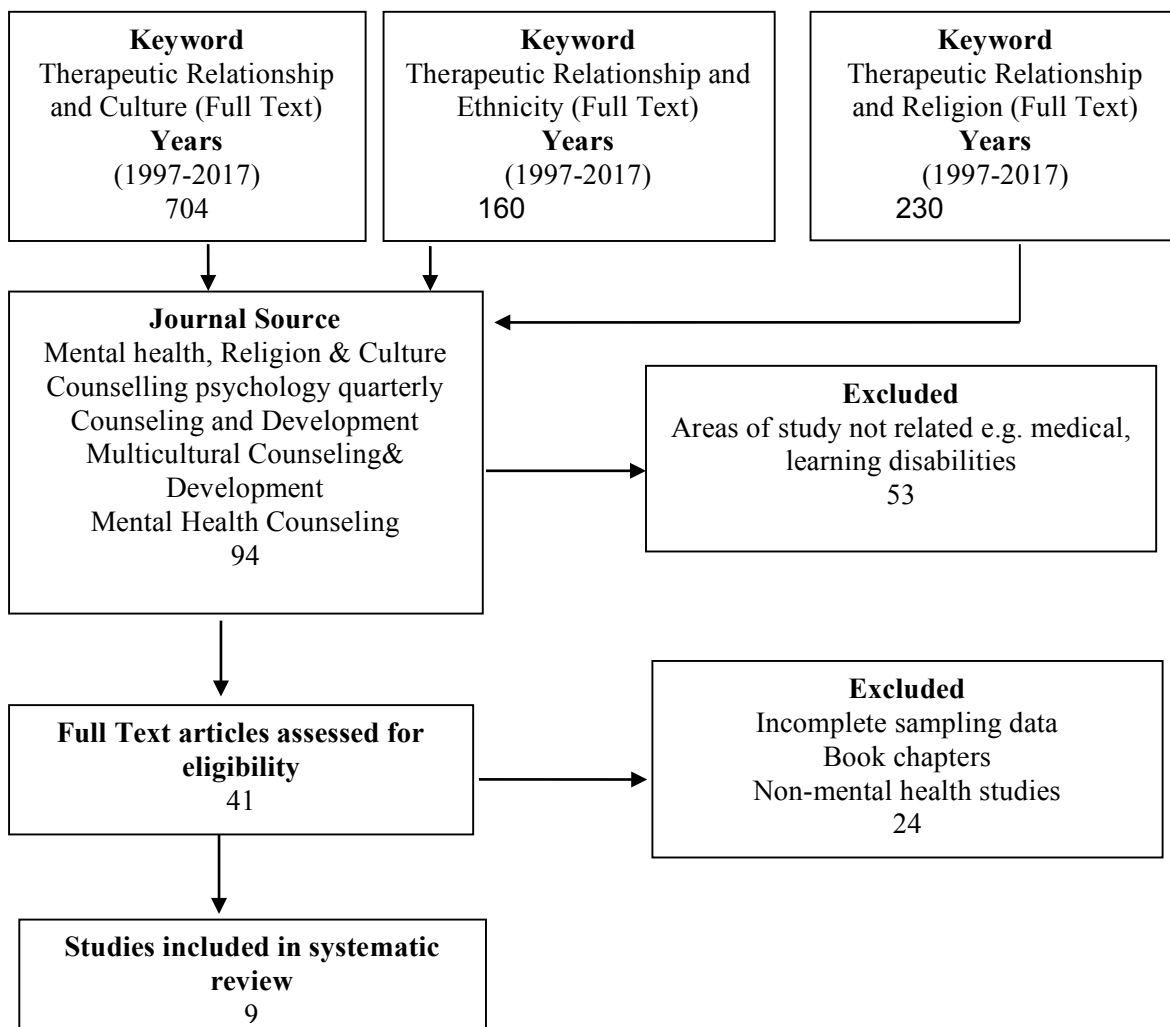 Keyword
Therapeutic Relationship
and Culture (Full Text)
Years
(1997-2017)
704
Keyword
Therapeutic Relationship and
Ethnicity (Full Text)
Years
(1997-2017)
160
Keyword
Therapeutic Relationship
and Religion (Full Text)
Years
(1997-2017)
230
Journal Source
Mental health, Religion & Culture
Counselling psychology quarterly
Counseling and Development
Multicultural Counseling&
Development
Mental Health Counseling
94
Excluded
Areas of study not related e.g. medical,
learning disabilities
53
Full Text articles assessed for
eligibility
41
Excluded
Incomplete sampling data
Book chapters
Non-mental health studies
24
Studies included in systematic
review
9